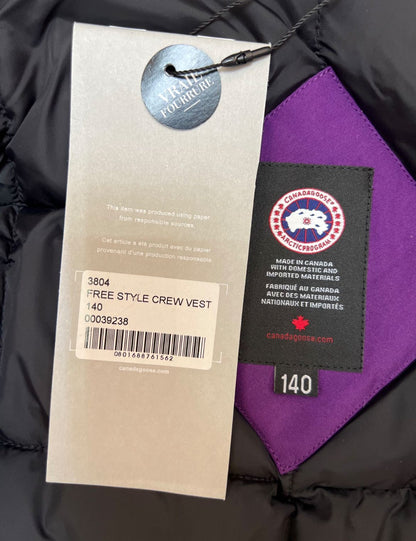 VRAIE
FOURRURE
This item was produced using paper
from responsible sources.
Cet article a été produit avec du papier
provenant d'une production responsable
3804
FREE STYLE CREW VEST
140
00039238
0801688761562
canadagoose.com
CANADA GOOSE
ARCTIC PROGRAM
MADE IN CANADA
WITH DOMESTIC AND
IMPORTED MATERIALS
FABRIQUÉ AU CANADA
AVEC DES MATERIAUX
NATIONAUX ET IMPORTÉS
canadagoose.com
140